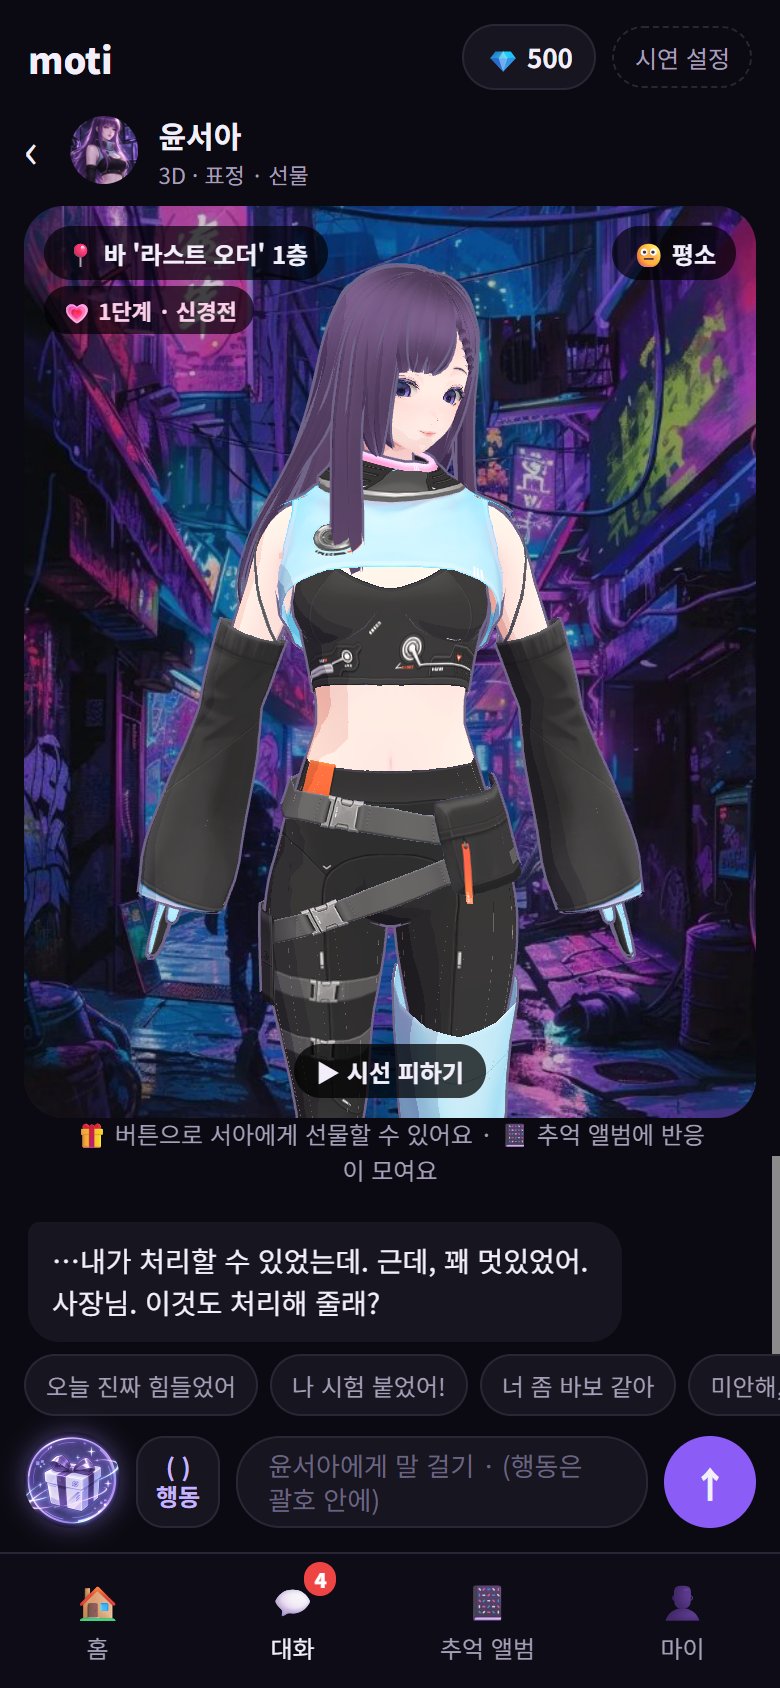 moti
500
시연 설정
윤서아
3D · 표정 · 선물
바 '라스트 오더' 1층
평소
1단계 · 신경전
▶ 시선 피하기
버튼으로 서아에게 선물할 수 있어요 · 추억 앨범에 반응
이 모여요
…내가 처리할 수 있었는데. 근데, 꽤 멋있었어.
사장님. 이것도 처리해 줄래?
오늘 진짜 힘들었어
나 시험 붙었어!
너 좀 바보 같아
미안해,
( )
행동
윤서아에게 말 걸기 · (행동은
괄호 안에)
4
홈
대화
추억 앨범
마이